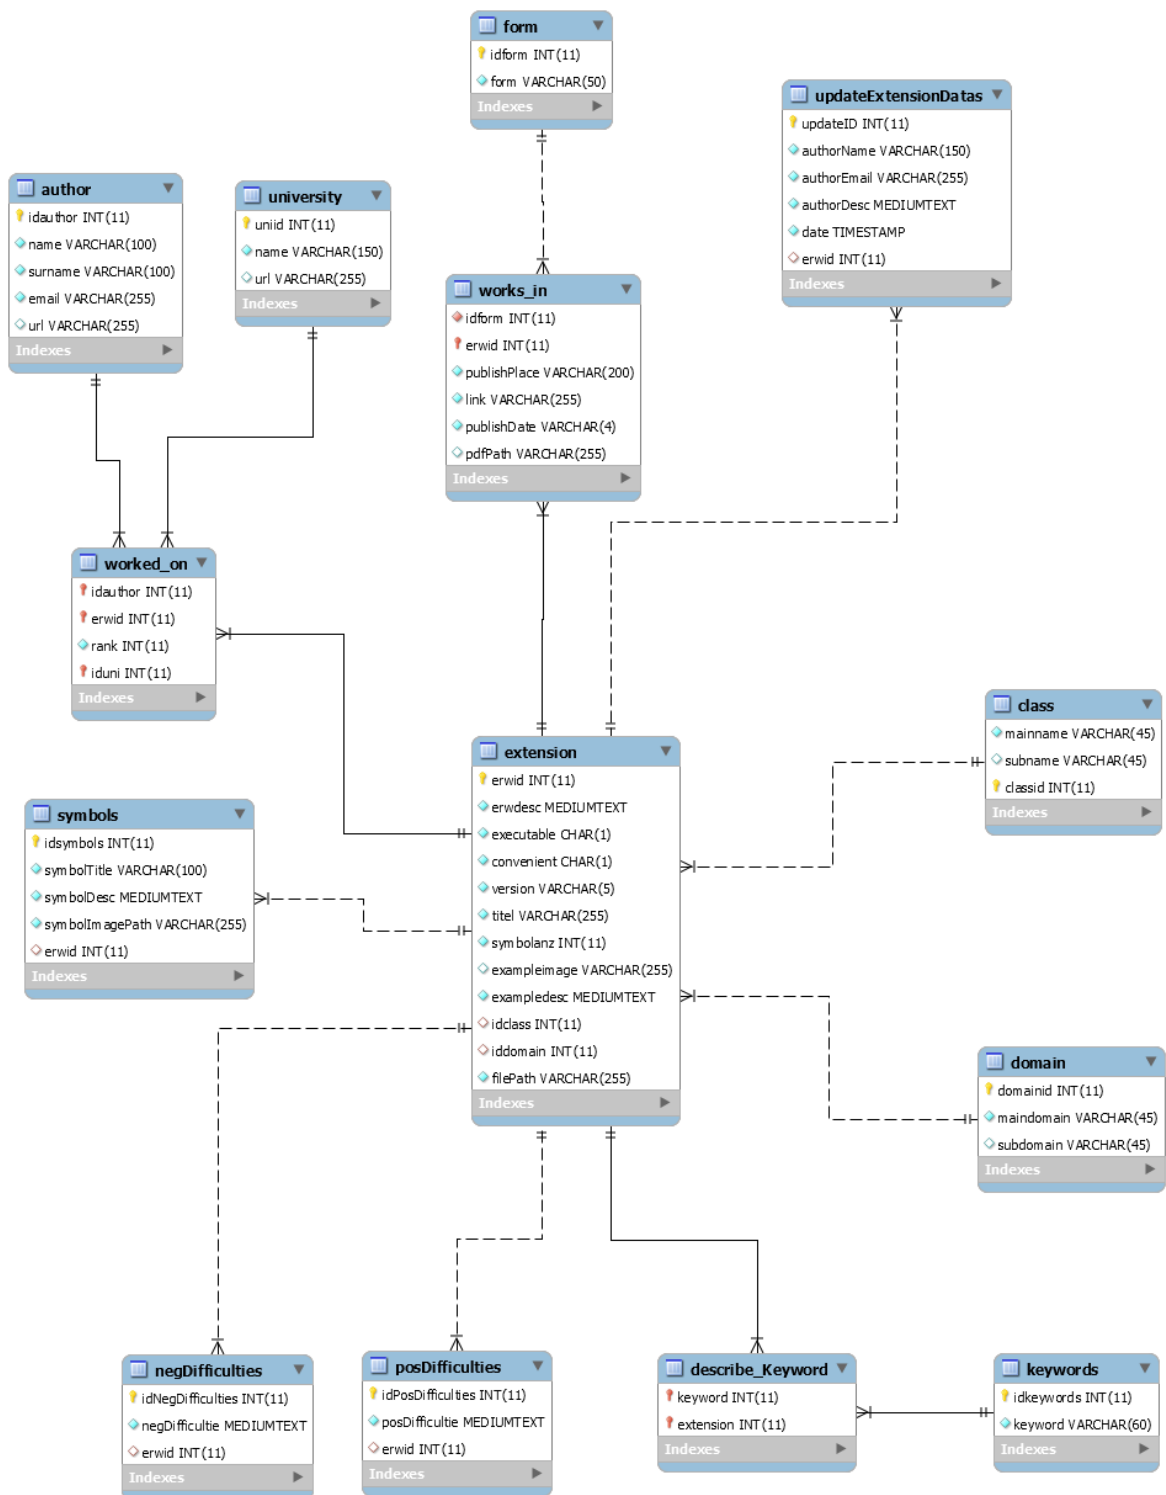 form
idform INT(11)
form VARCHAR(50)
Indexes
updateExtensionDatas
updateID INT(11)
authorName VARCHAR(150)
authorEmail VARCHAR(255)
authorDesc MEDIUMTEXT
date TIMESTAMP
erwid INT(11)
Indexes
author
idauthor INT(11)
name VARCHAR(100)
surname VARCHAR(100)
email VARCHAR(255)
url VARCHAR(255)
Indexes
university
uniid INT(11)
name VARCHAR(150)
url VARCHAR(255)
Indexes
works_in
idform INT(11)
erwid INT(11)
publishPlace VARCHAR(200)
link VARCHAR(255)
publishDate VARCHAR(4)
pdfPath VARCHAR(255)
Indexes
worked_on
idauthor INT(11)
erwid INT(11)
rank INT(11)
iduni INT(11)
Indexes
class
mainname VARCHAR(45)
subname VARCHAR(45)
classid INT(11)
Indexes
extension
erwid INT(11)
erwdesc MEDIUMTEXT
executable CHAR(1)
convenient CHAR(1)
version VARCHAR(5)
titel VARCHAR(255)
symbolanz INT(11)
exampleimage VARCHAR(255)
exampledesc MEDIUMTEXT
idclass INT(11)
iddomain INT(11)
filePath VARCHAR(255)
Indexes
symbols
idsymbols INT(11)
symbolTitle VARCHAR(100)
symbolDesc MEDIUMTEXT
symbolImagePath VARCHAR(255)
erwid INT(11)
Indexes
domain
domainid INT(11)
maindomain VARCHAR(45)
subdomain VARCHAR(45)
Indexes
negDifficulties
idNegDifficulties INT(11)
negDifficultie MEDIUMTEXT
erwid INT(11)
Indexes
posDifficulties
idPosDifficulties INT(11)
posDifficultie MEDIUMTEXT
erwid INT(11)
Indexes
describe_Keyword
keyword INT(11)
extension INT(11)
Indexes
keywords
idkeywords INT(11)
keyword VARCHAR(60)
Indexes